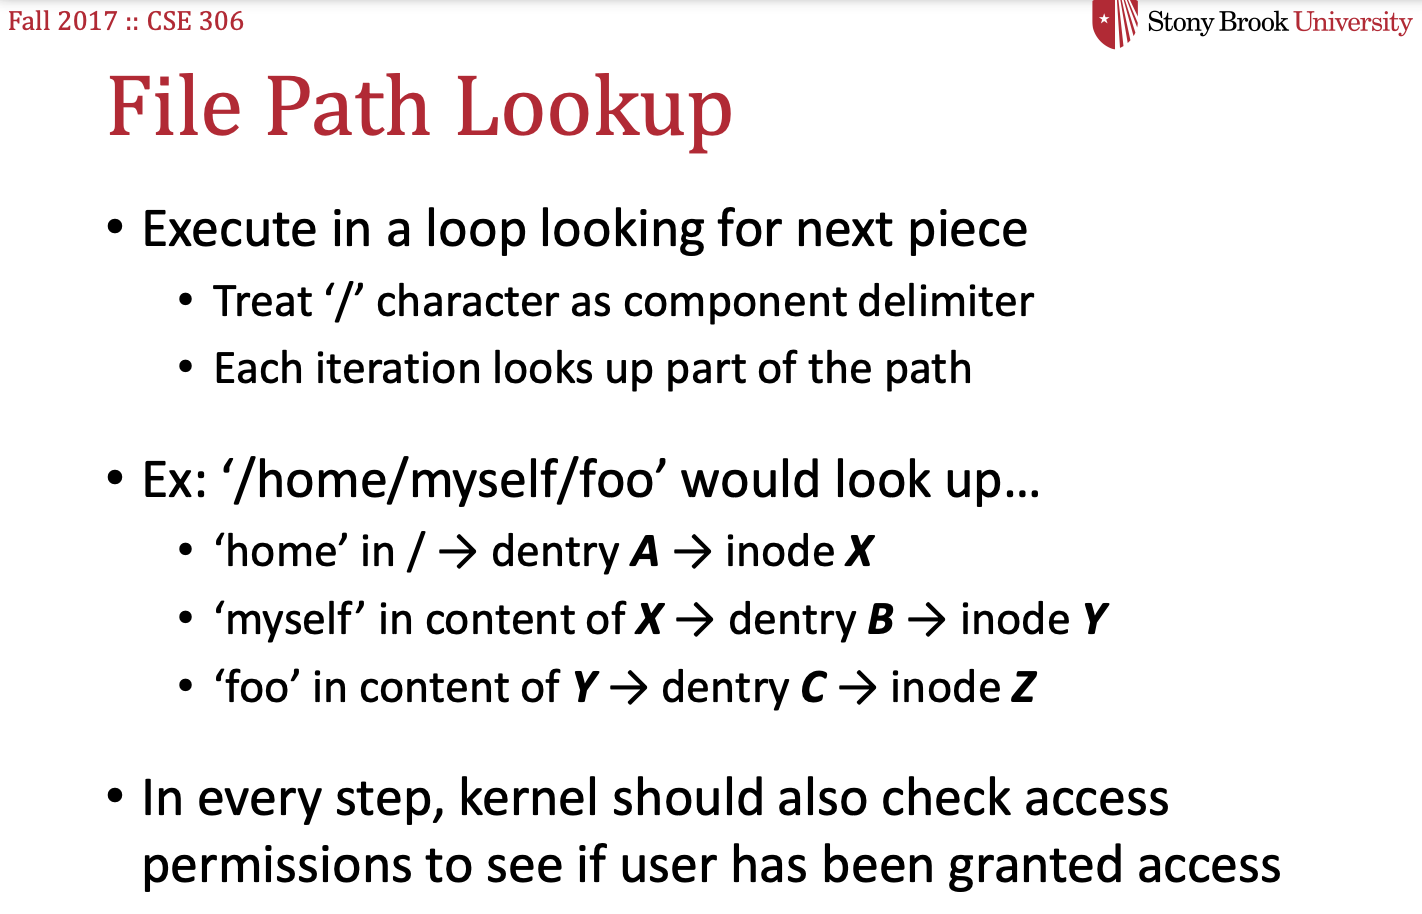 Fall 2017 :: CSE 306
Stony Brook University
File Path Lookup
• Execute in a loop looking for next piece
• Treat ‘/’ character as component delimiter
• Each iteration looks up part of the path
• Ex: ‘/home/myself/foo’ would look up…
• ‘home’ in / → dentry A → inode X
• ‘myself’ in content of X → dentry B → inode Y
• ‘foo’ in content of Y → dentry C → inode Z
• In every step, kernel should also check access
permissions to see if user has been granted access